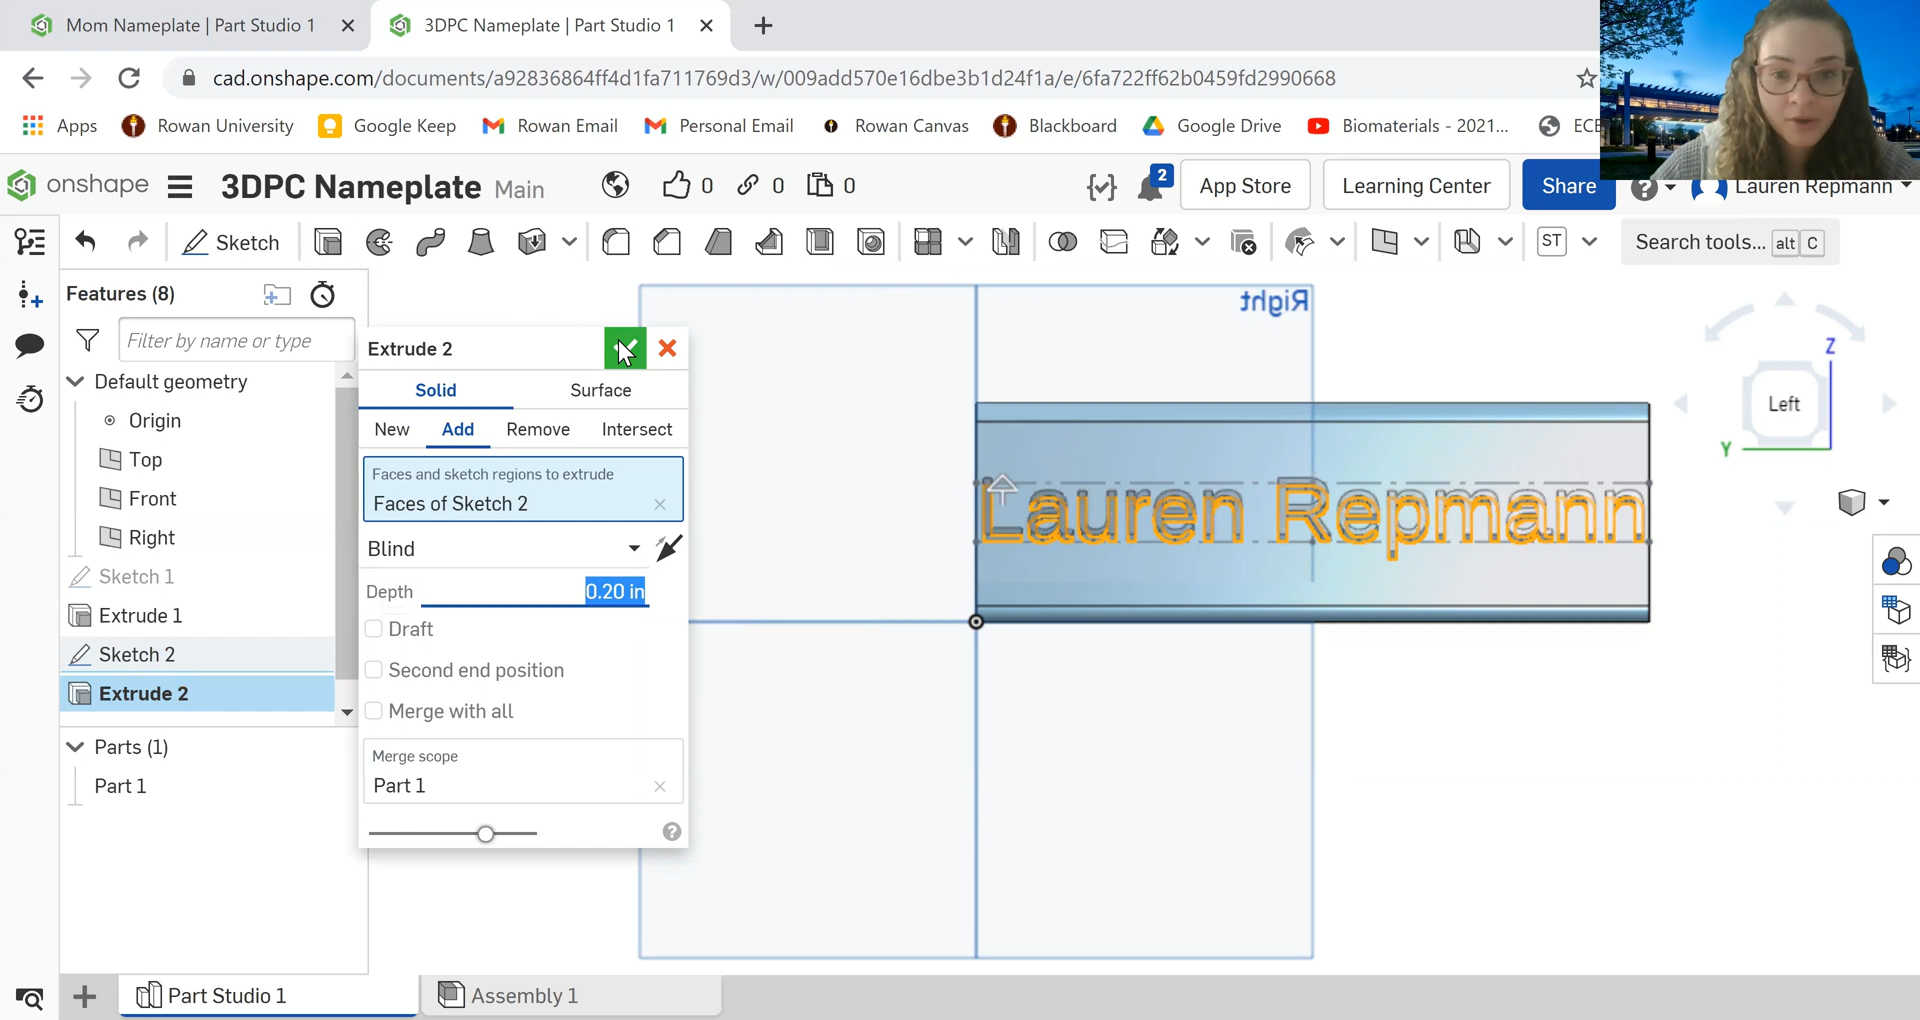 Mom Nameplate | Part Studio 1
3DPC Nameplate | Part Studio 1
cad.onshape.com/documents/a92836864ff4d1fa711769d3/w/009add570e16dbe3b1d24f1a/e/6fa722ff62b0459fd2990668
Apps
Rowan University
Google Keep
Rowan Email
Personal Email
Rowan Canvas
Blackboard
Google Drive
Biomaterials - 2021...
ECE
onshape
3DPC Nameplate Main
0
0
0
2
App Store
Learning Center
Share
Lauren Repmann
Sketch
ST
Search tools... alt C
Features (8)
Filter by name or type
Default geometry
Origin
Top
Front
Right
Sketch 1
Extrude 1
Sketch 2
Extrude 2
Parts (1)
Part 1
Extrude 2
Solid
Surface
New
Add
Remove
Intersect
Faces and sketch regions to extrude
Faces of Sketch 2
Blind
Depth
0.20 in
Draft
Second end position
Merge with all
Merge scope
Part 1
Right
Lauren Repmann
Z
Left
Y
Part Studio 1
Assembly 1